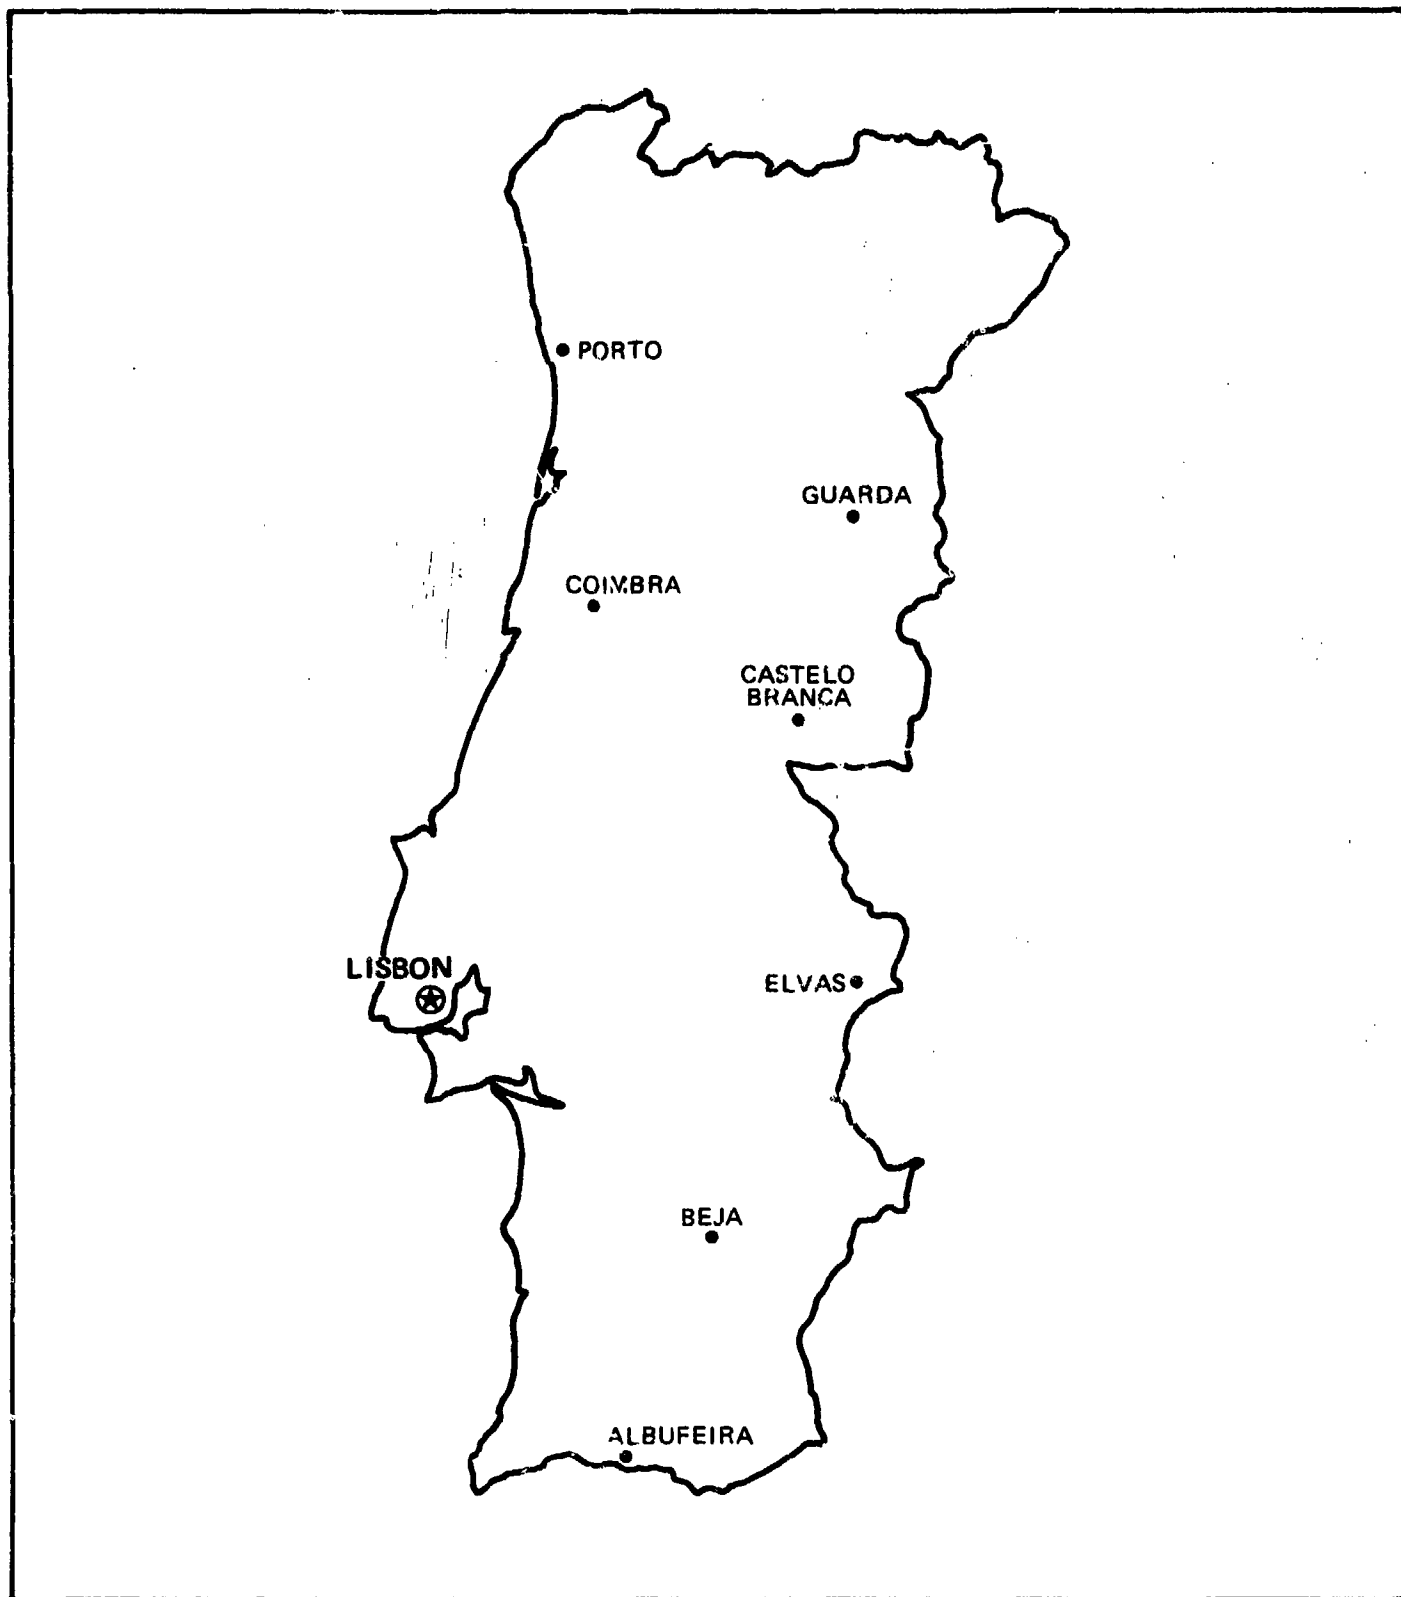 PORTO
GUARDA
COIMBRA
CASTELO
BRANCA
LISBON
ELVAS
BEJA
ALBUFEIRA